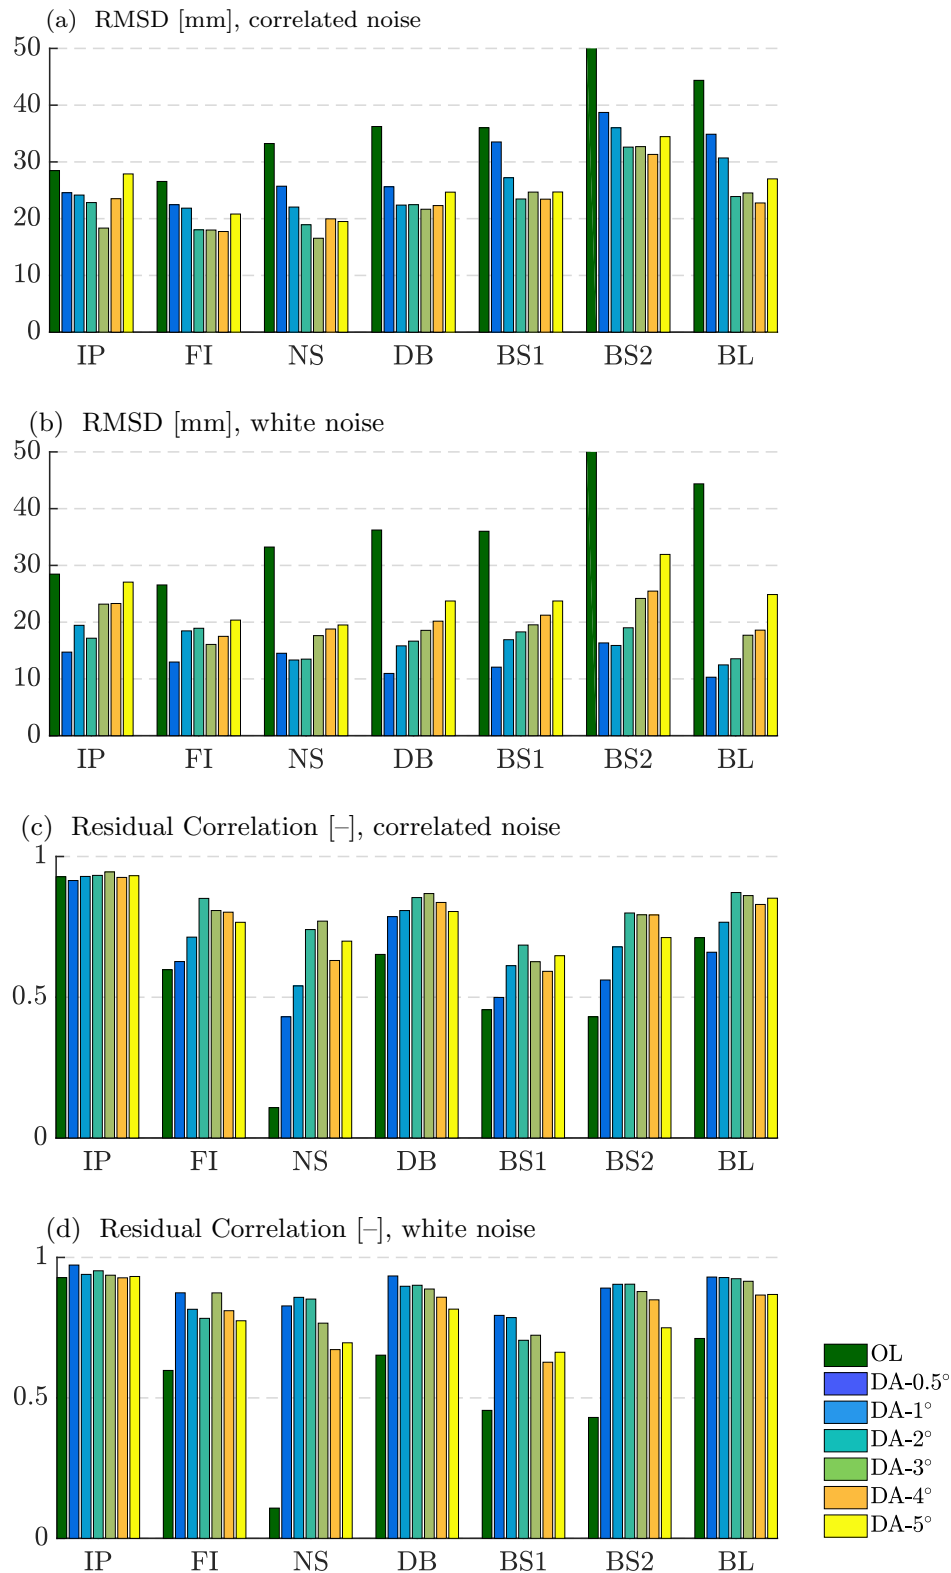 (a) RMSD [mm], correlated noise
50
40
30
20
10
0
IP FI NS DB BS1 BS2 BL
(b) RMSD [mm], white noise
50
40
30
20
10
0
IP FI NS DB BS1 BS2 BL
(c) Residual Correlation [–], correlated noise
1
0.5
0
IP FI NS DB BS1 BS2 BL
(d) Residual Correlation [–], white noise
1
0.5
0
IP FI NS DB BS1 BS2 BL
OL
DA-0.5°
DA-1°
DA-2°
DA-3°
DA-4°
DA-5°